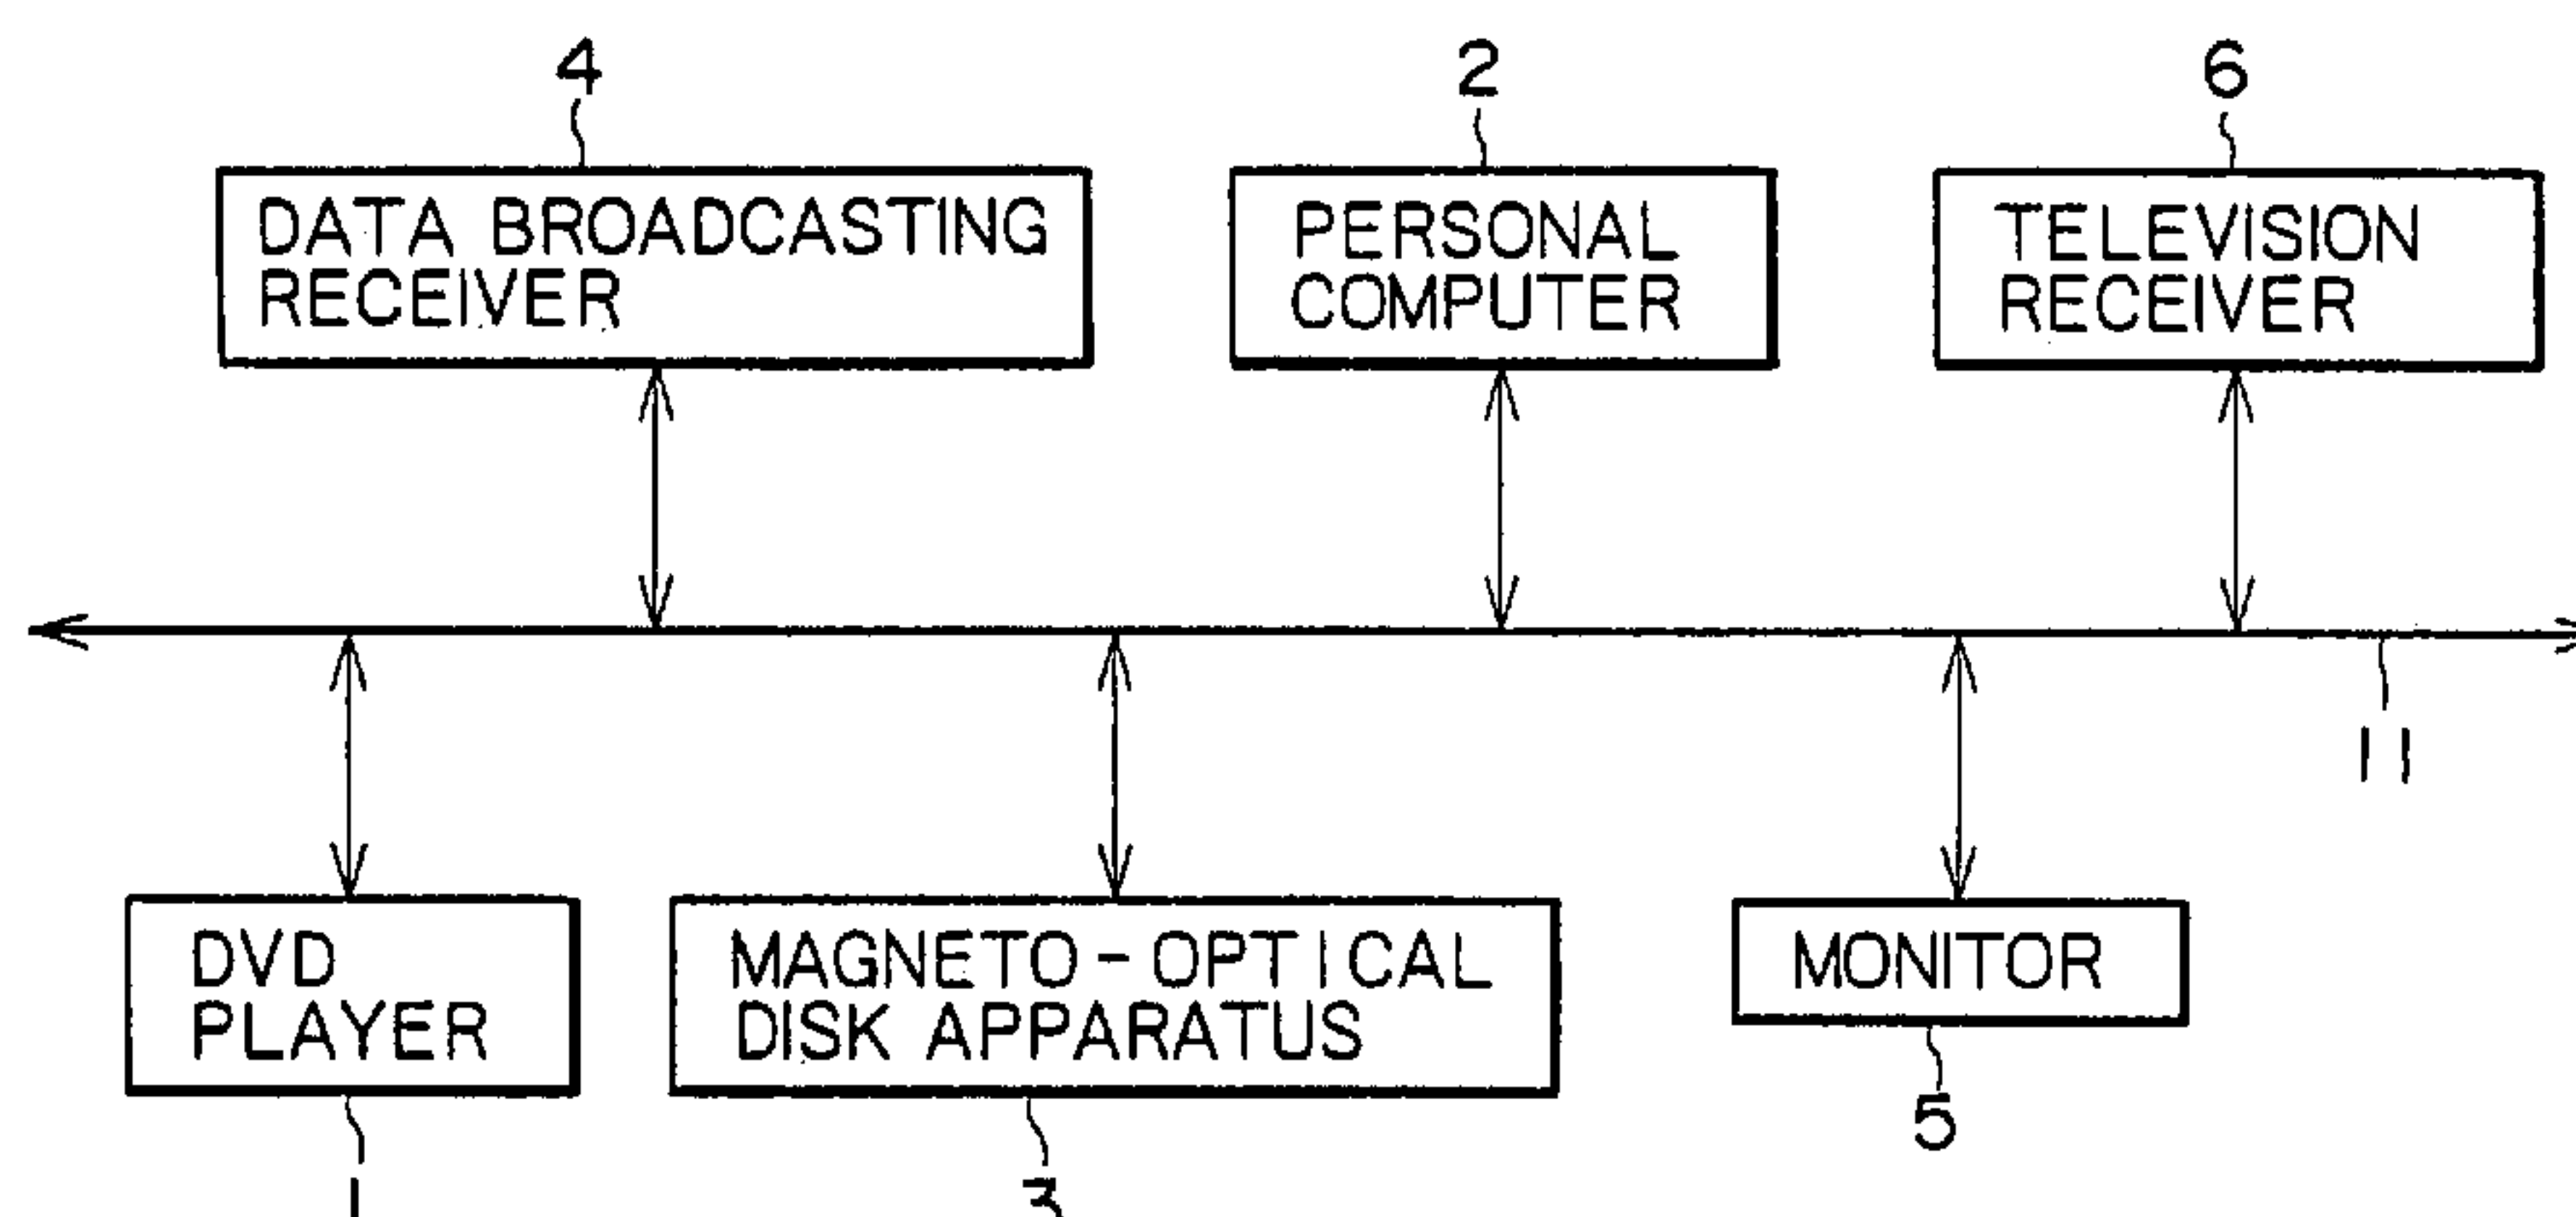 4
2
6
DATA BROADCASTING
RECEIVER
PERSONAL
COMPUTER
TELEVISION
RECEIVER
11
DVD
PLAYER
MAGNETO-OPTICAL
DISK APPARATUS
MONITOR
1
3
5